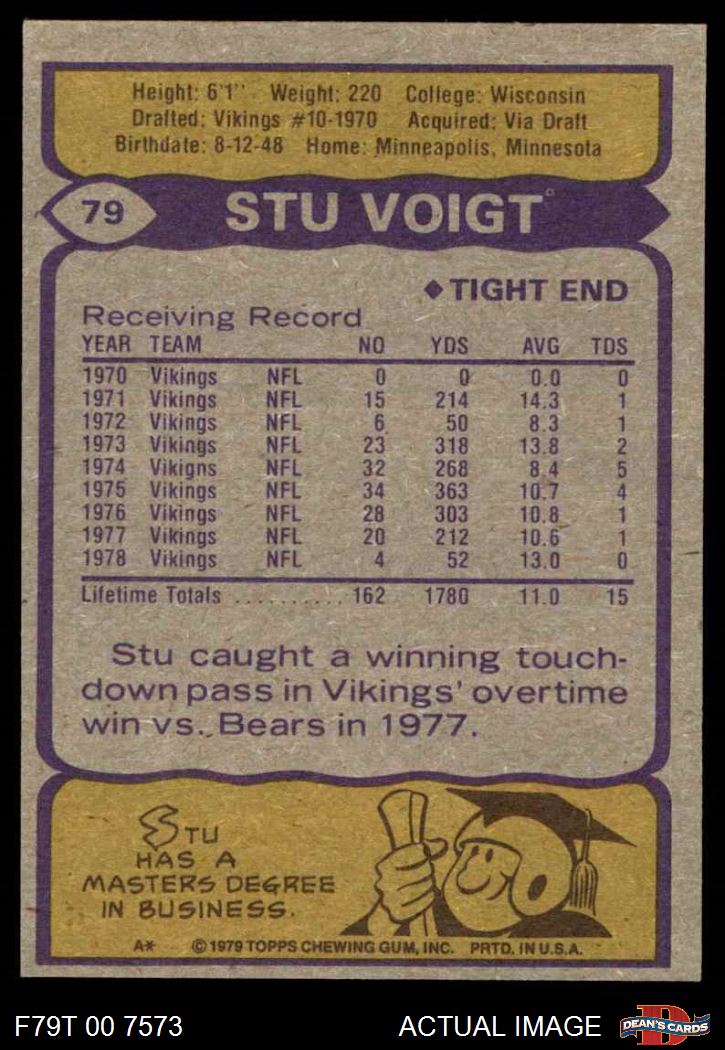 Height: 6'1'' Weight: 220 College: Wisconsin
Drafted: Vikings #10-1970 Acquired: Via Draft
Birthdate: 8-12-48 Home: Minneapolis, Minnesota
79 STU VOIGT
◆ TIGHT END
Receiving Record
YEAR TEAM NO YDS AVG TDS
1970 Vikings NFL 0 0 0.0 0
1971 Vikings NFL 15 214 14.3 1
1972 Vikings NFL 6 50 8.3 1
1973 Vikings NFL 23 318 13.8 2
1974 Vikigns NFL 32 268 8.4 5
1975 Vikings NFL 34 363 10.7 4
1976 Vikings NFL 28 303 10.8 1
1977 Vikings NFL 20 212 10.6 1
1978 Vikings NFL 4 52 13.0 0
Lifetime Totals .......... 162 1780 11.0 15
Stu caught a winning touch-
down pass in Vikings' overtime
win vs. Bears in 1977.
STU
HAS A
MASTERS DEGREE
IN BUSINESS.
A* © 1979 TOPPS CHEWING GUM, INC. PRTD. IN U.S.A.
F79T 00 7573 ACTUAL IMAGE D DEAN'S CARDS